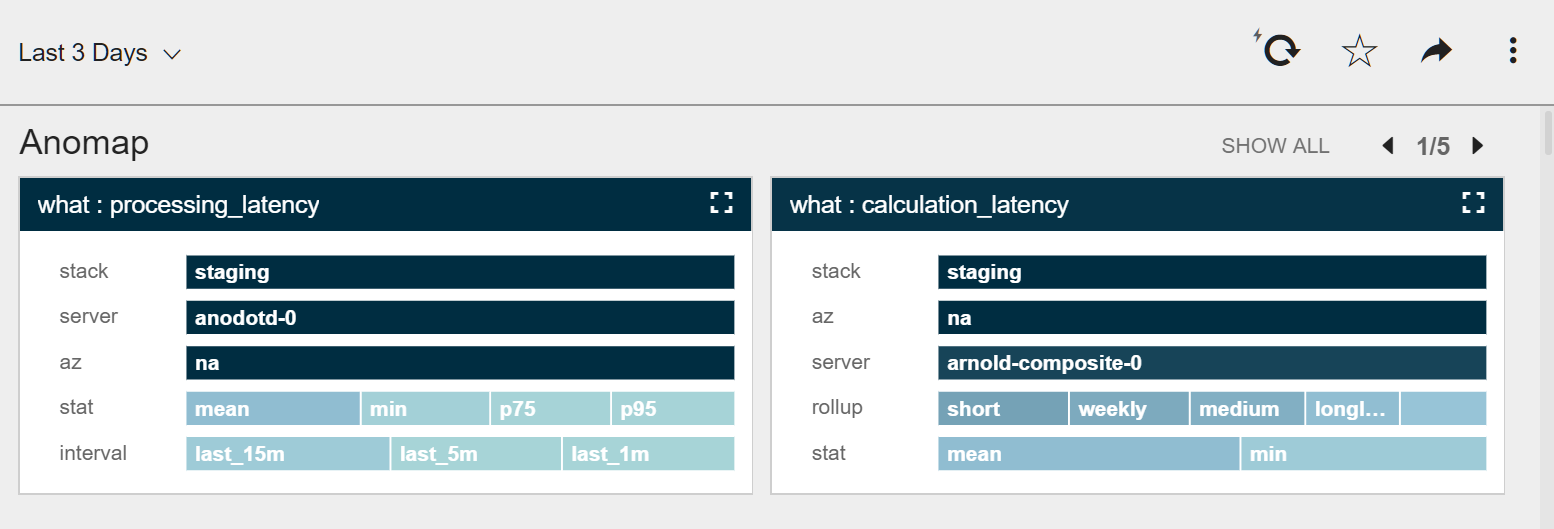 Last 3 Days
Anomap
SHOW ALL 1/5
what : processing_latency
stack staging
server anodotd-0
az na
stat mean min p75 p95
interval last_15m last_5m last_1m
what : calculation_latency
stack staging
az na
server arnold-composite-0
rollup short weekly medium longl...
stat mean min